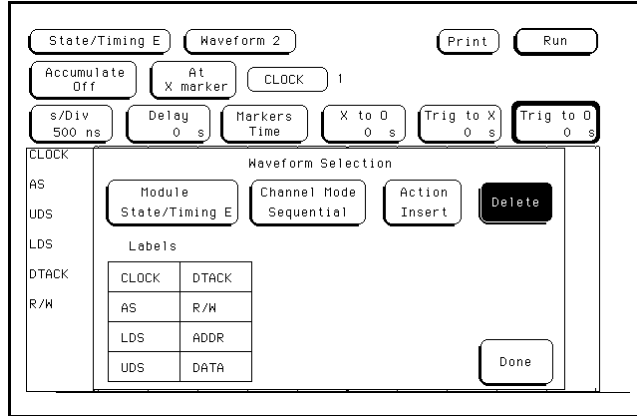 State/Timing E Waveform 2 Print Run
Accumulate Off At X marker CLOCK 1
s/Div 500 ns Delay 0 s Markers Time X to O 0 s Trig to X 0 s Trig to O 0 s
CLOCK
AS
UDS
LDS
DTACK
R/W
Waveform Selection
Module State/Timing E Channel Mode Sequential Action Insert Delete
Labels
CLOCK DTACK
AS R/W
LDS ADDR
UDS DATA
Done